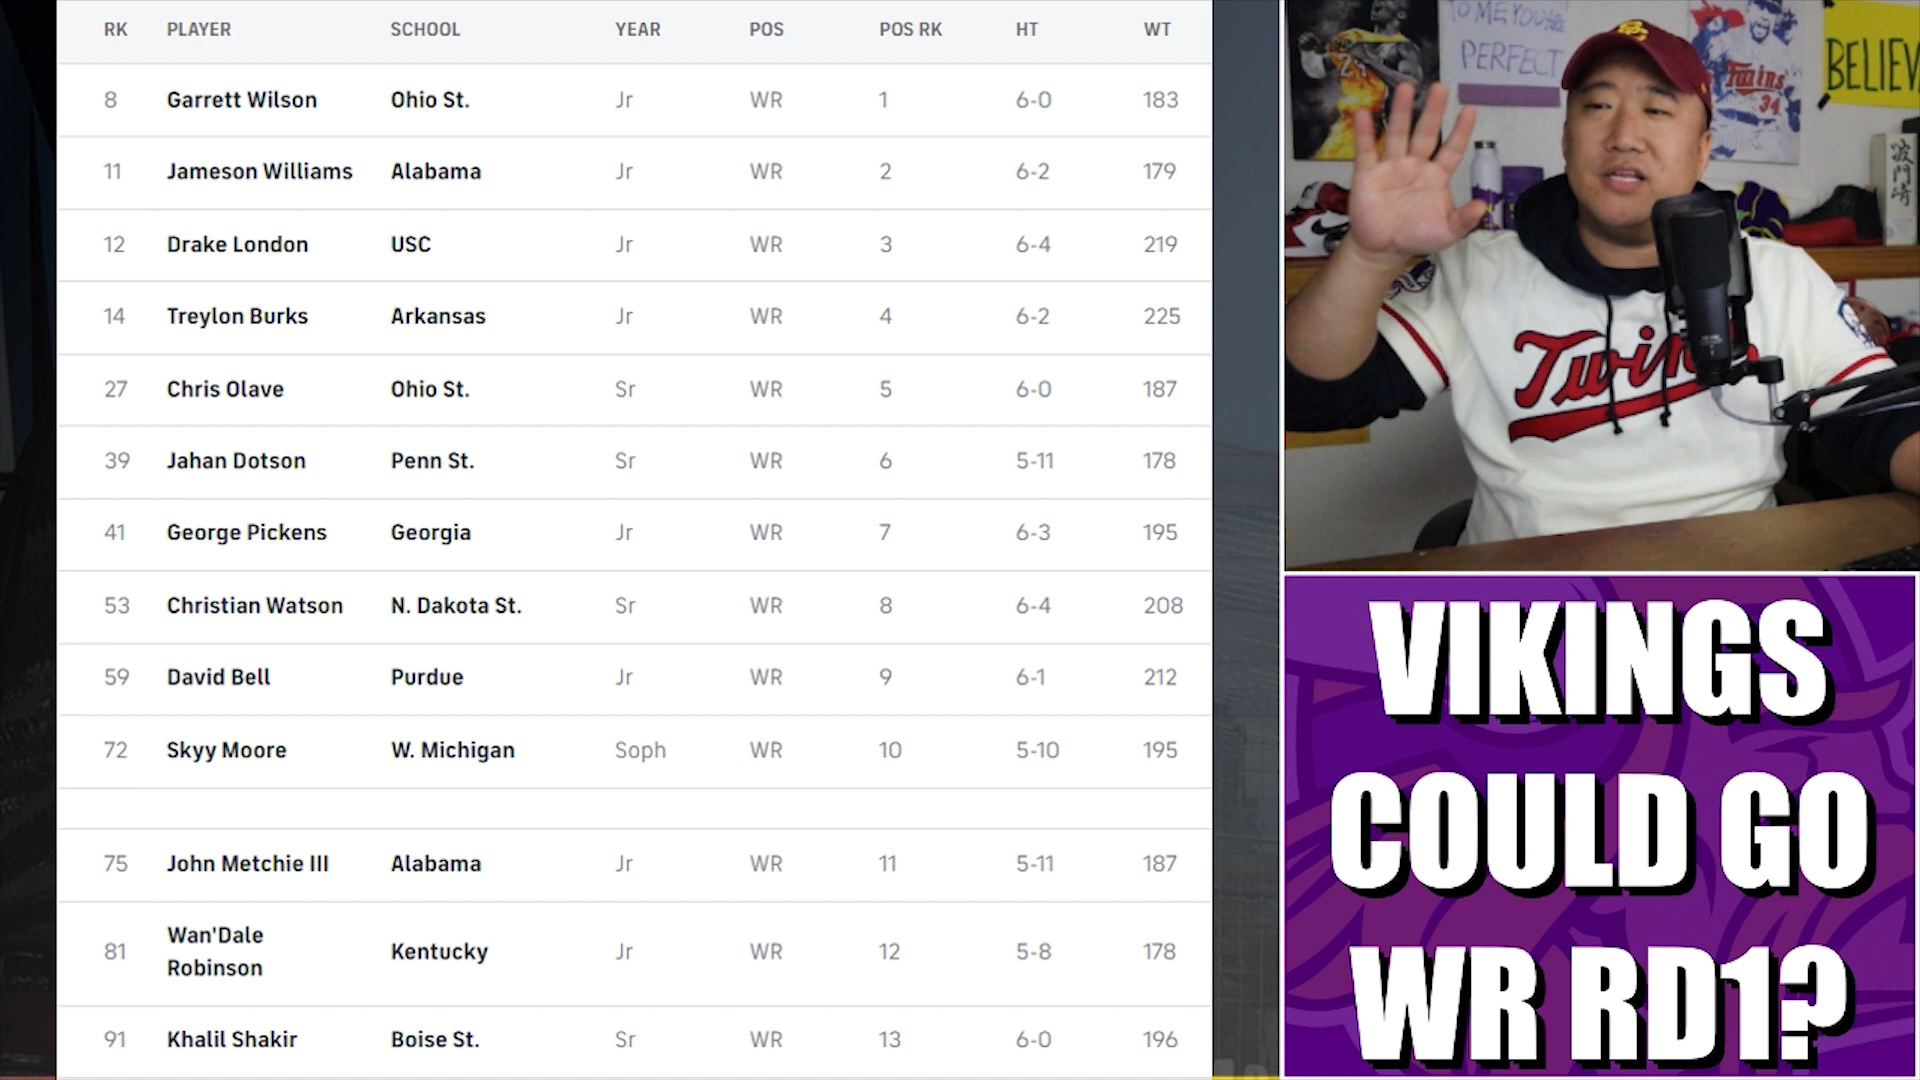 RK PLAYER SCHOOL YEAR POS POS RK HT WT
8 Garrett Wilson Ohio St. Jr WR 1 6-0 183
11 Jameson Williams Alabama Jr WR 2 6-2 179
12 Drake London USC Jr WR 3 6-4 219
14 Treylon Burks Arkansas Jr WR 4 6-2 225
27 Chris Olave Ohio St. Sr WR 5 6-0 187
39 Jahan Dotson Penn St. Sr WR 6 5-11 178
41 George Pickens Georgia Jr WR 7 6-3 195
53 Christian Watson N. Dakota St. Sr WR 8 6-4 208
59 David Bell Purdue Jr WR 9 6-1 212
72 Skyy Moore W. Michigan Soph WR 10 5-10 195
75 John Metchie III Alabama Jr WR 11 5-11 187
81 Wan'Dale Robinson Kentucky Jr WR 12 5-8 178
91 Khalil Shakir Boise St. Sr WR 13 6-0 196
TO ME YOU
PERFECT
Twins
34
BELIEV
24
波
門
Twin
VIKINGS
COULD GO
WR RD1?